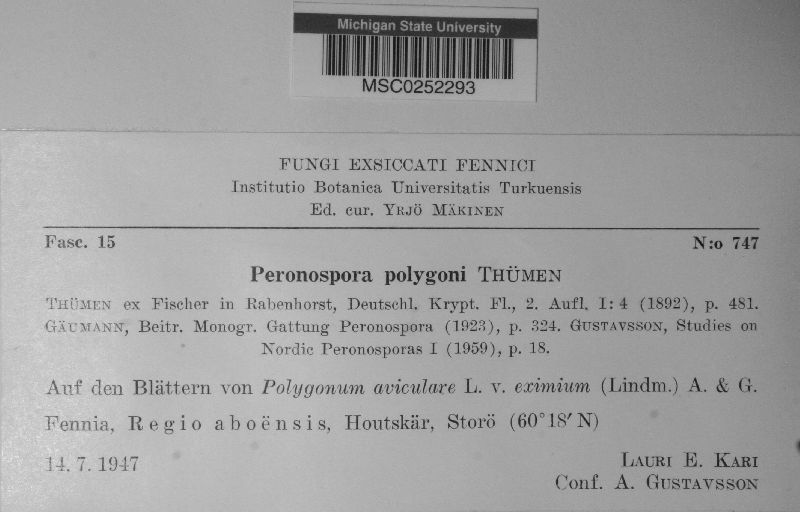 Michigan State University
MSC0252293
FUNGI EXSICCATI FENNICI
Institutio Botanica Universitatis Turkuensis
Ed. cur. YRJÖ MÄKINEN
Fasc. 15 N:o 747
Peronospora polygoni THÜMEN
THÜMEN ex Fischer in Rabenhorst, Deutschl. Krypt. Fl., 2. Aufl. I: 4 (1892), p. 481.
GÄUMANN, Beitr. Monogr. Gattung Peronospora (1923), p. 324. GUSTAVSSON, Studies on
Nordic Peronosporas I (1959), p. 18.
Auf den Blättern von Polygonum aviculare L. v. eximium (Lindm.) A. & G.
Fennia, Regio aboënsis, Houtskär, Storö (60°18′ N)
14. 7. 1947 LAURI E. KARI
Conf. A. GUSTAVSSON